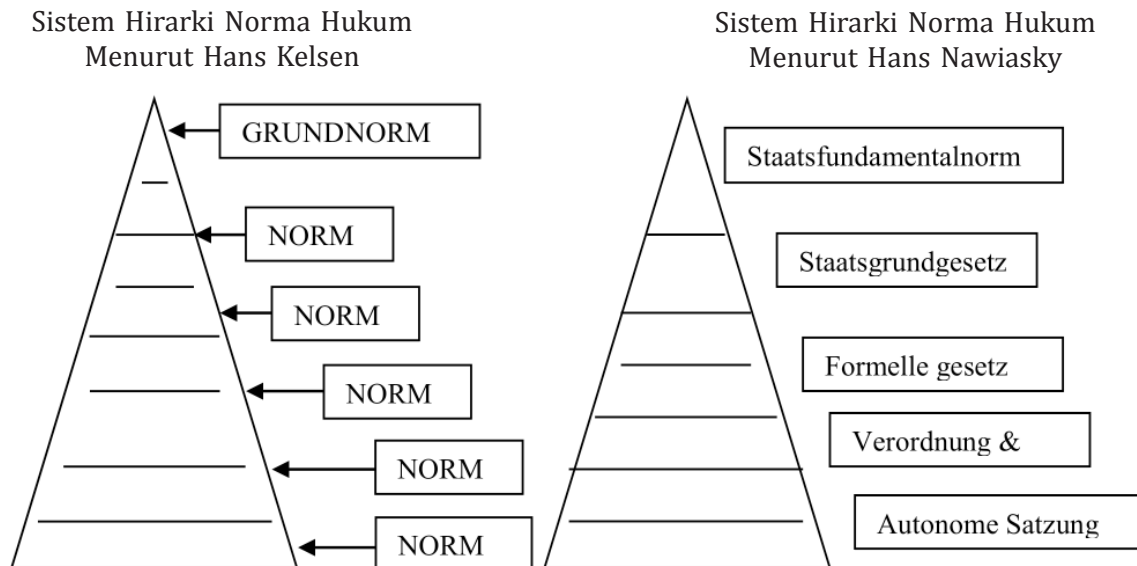 Sistem Hirarki Norma Hukum
Menurut Hans Kelsen
GRUNDNORM
NORM
NORM
NORM
NORM
NORM
Sistem Hirarki Norma Hukum
Menurut Hans Nawiasky
Staatsfundamentalnorm
Staatsgrundgesetz
Formelle gesetz
Verordnung &
Autonome Satzung